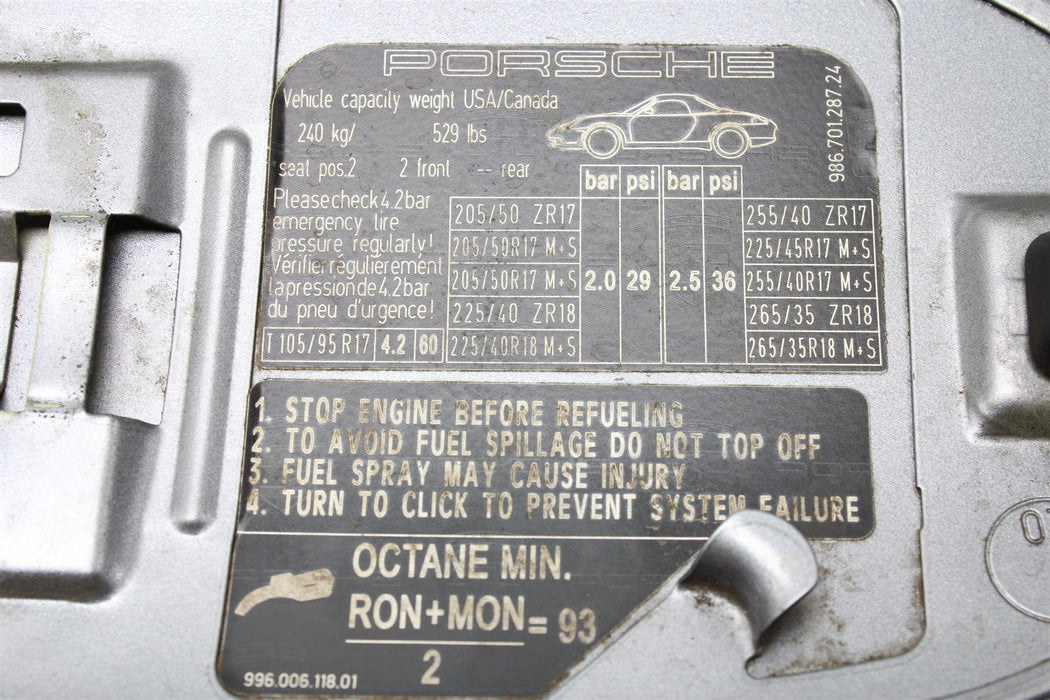 PORSCHE
Vehicle capacity weight USA/Canada
240 kg/ 529 lbs
seat pos.2 2 front -- rear
986.701.287.24
Please check 4.2bar
emergency tire
pressure regularly!
Vérifier régulièrement
la pression de 4.2bar
du pneu d'urgence!
T 105/95 R17 4.2 60
bar psi bar psi
205/50 ZR17 255/40 ZR17
205/50R17 M+S 225/45R17 M+S
205/50R17 M+S 2.0 29 2.5 36 255/40R17 M+S
225/40 ZR18 265/35 ZR18
225/40R18 M+S 265/35R18 M+S
1. STOP ENGINE BEFORE REFUELING
2. TO AVOID FUEL SPILLAGE DO NOT TOP OFF
3. FUEL SPRAY MAY CAUSE INJURY
4. TURN TO CLICK TO PREVENT SYSTEM FAILURE
OCTANE MIN.
RON+MON = 93
2
996.006.118.01